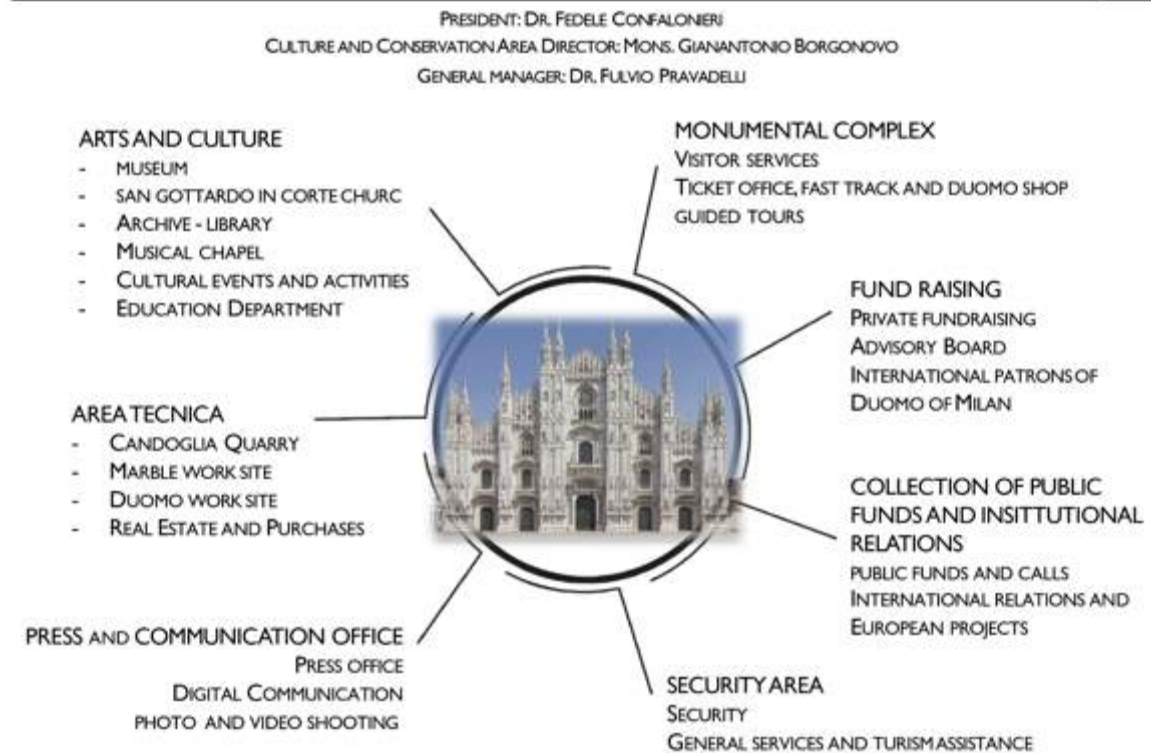 PRESIDENT: DR. FEDELE CONFALONIERI
CULTURE AND CONSERVATION AREA DIRECTOR: MONS. GIANANTONIO BORGONOVO
GENERAL MANAGER: DR. FULVIO PRAVADELLI
ARTS AND CULTURE
- MUSEUM
- SAN GOTTARDO IN CORTE CHURC
- ARCHIVE - LIBRARY
- MUSICAL CHAPEL
- CULTURAL EVENTS AND ACTIVITIES
- EDUCATION DEPARTMENT
MONUMENTAL COMPLEX
VISITOR SERVICES
TICKET OFFICE, FAST TRACK AND DUOMO SHOP
GUIDED TOURS
FUND RAISING
PRIVATE FUNDRAISING
ADVISORY BOARD
INTERNATIONAL PATRONS OF
DUOMO OF MILAN
AREA TECNICA
- CANDOGLIA QUARRY
- MARBLE WORK SITE
- DUOMO WORK SITE
- REAL ESTATE AND PURCHASES
COLLECTION OF PUBLIC
FUNDS AND INSITTUTIONAL
RELATIONS
PUBLIC FUNDS AND CALLS
INTERNATIONAL RELATIONS AND
EUROPEAN PROJECTS
PRESS AND COMMUNICATION OFFICE
PRESS OFFICE
DIGITAL COMMUNICATION
PHOTO AND VIDEO SHOOTING
SECURITY AREA
SECURITY
GENERAL SERVICES AND TURISM ASSISTANCE